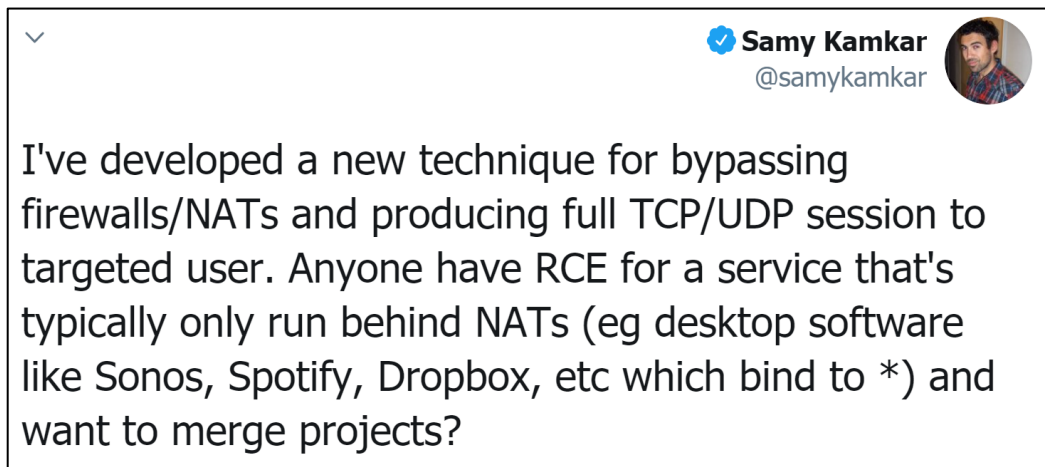 Samy Kamkar
@samykamkar
I've developed a new technique for bypassing
firewalls/NATs and producing full TCP/UDP session to
targeted user. Anyone have RCE for a service that's
typically only run behind NATs (eg desktop software
like Sonos, Spotify, Dropbox, etc which bind to *) and
want to merge projects?